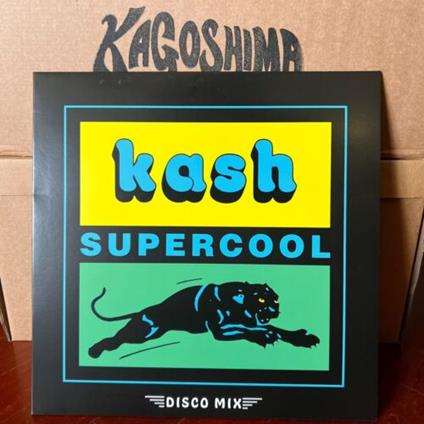 KAGOSHIMA
kash
SUPERCOOL
DISCO MIX